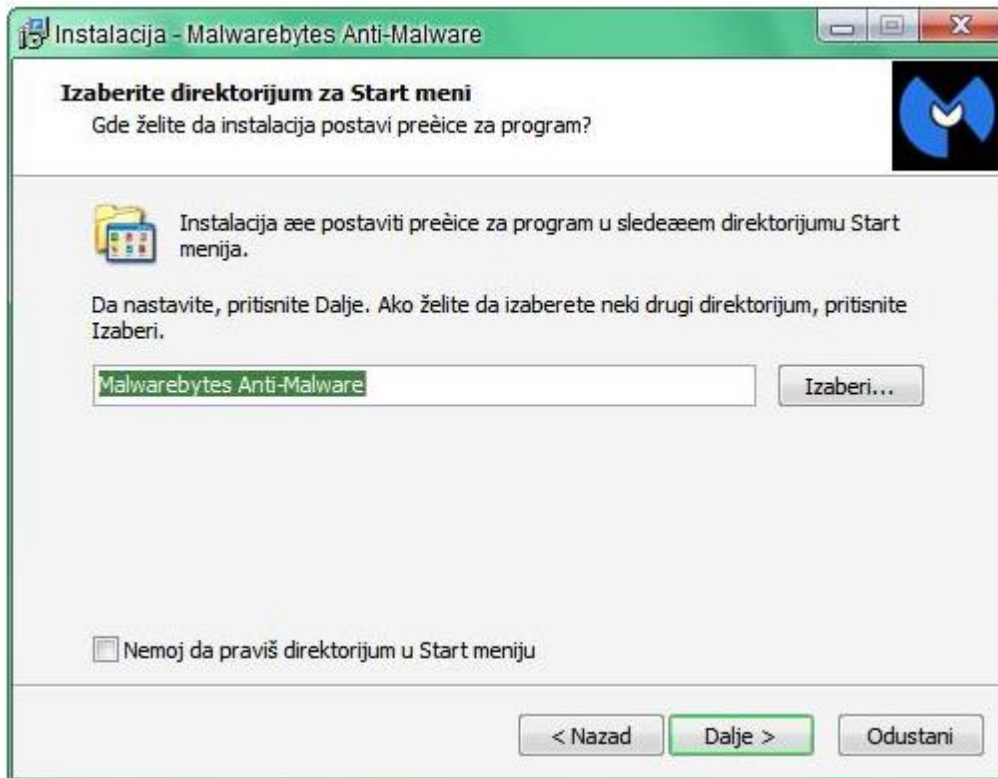 Instalacija - Malwarebytes Anti-Malware
Izaberite direktorijum za Start meni
Gde želite da instalacija postavi preèice za program?
Instalacija æee postaviti preèice za program u sledeæeem direktorijumu Start
menija.
Da nastavite, pritisnite Dalje. Ako želite da izaberete neki drugi direktorijum, pritisnite
Izaberi.
Malwarebytes Anti-Malware
Izaberi...
Nemoj da praviš direktorijum u Start meniju
< Nazad
Dalje >
Odustani